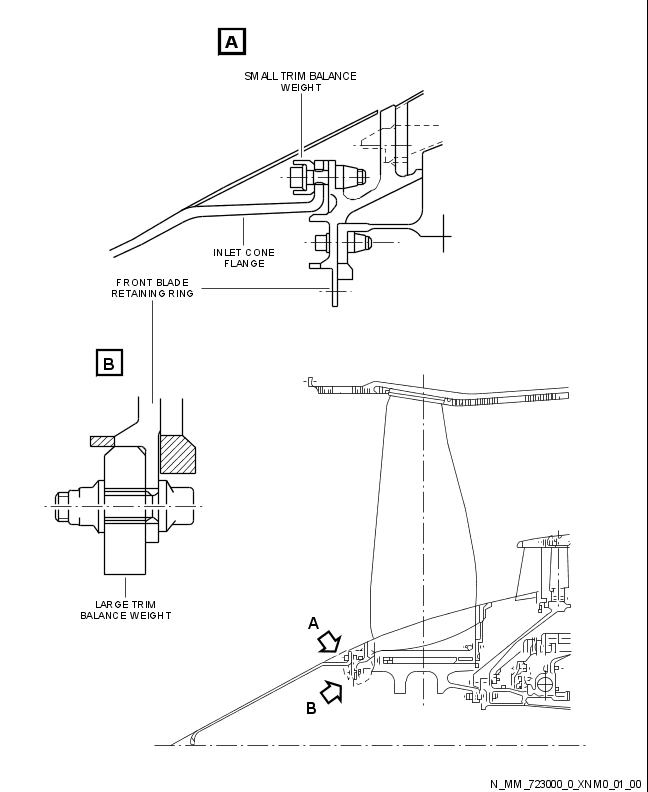 A
SMALL TRIM BALANCE
WEIGHT
INLET CONE
FLANGE
FRONT BLADE
RETAINING RING
B
LARGE TRIM
BALANCE WEIGHT
A
B
N_MM_723000_0_XNM0_01_00